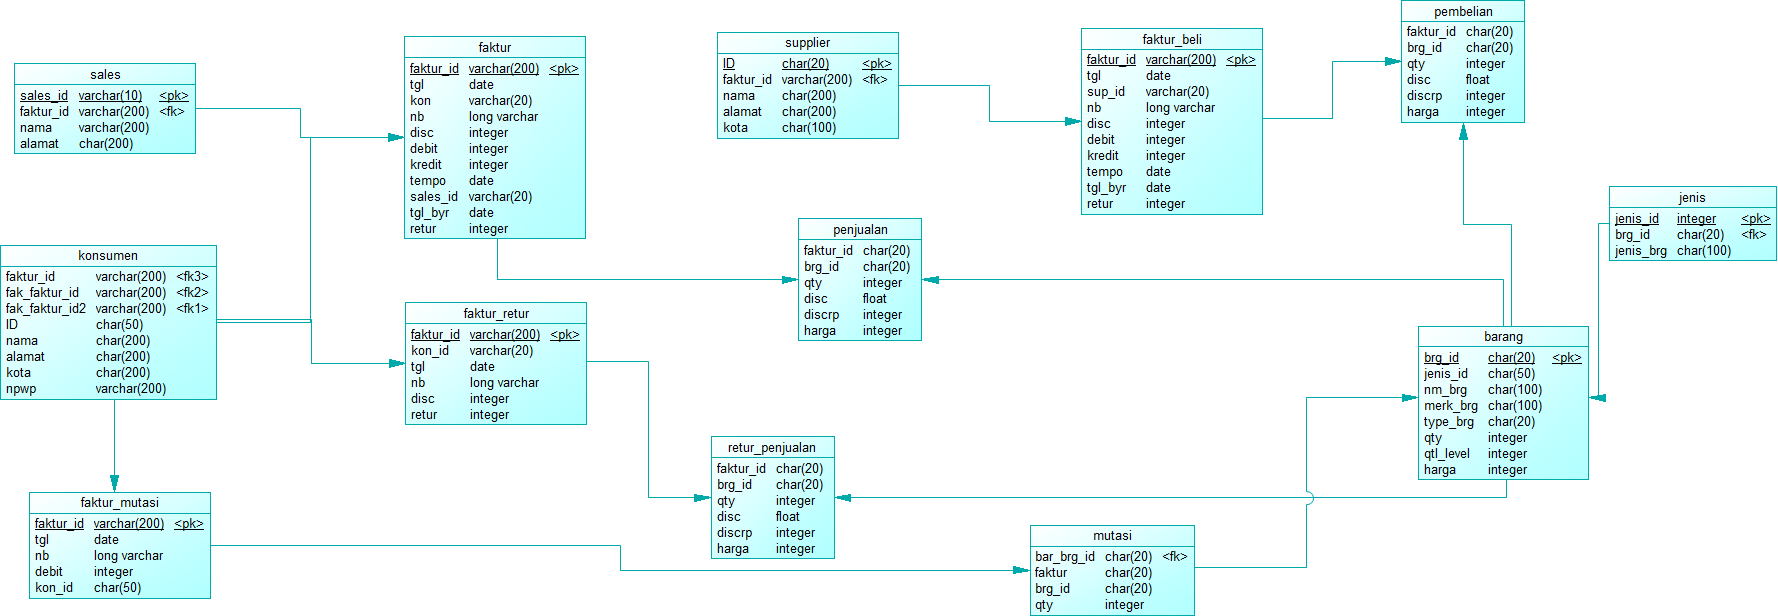 sales
sales_id varchar(10) <pk>
faktur_id varchar(200) <fk>
nama varchar(200)
alamat char(200)
faktur
faktur_id varchar(200) <pk>
tgl date
kon varchar(20)
nb long varchar
disc integer
debit integer
kredit integer
tempo date
sales_id varchar(20)
tgl_byr date
retur integer
supplier
ID char(20) <pk>
faktur_id varchar(200) <fk>
nama char(200)
alamat char(200)
kota char(100)
faktur_beli
faktur_id varchar(200) <pk>
tgl date
sup_id varchar(20)
nb long varchar
disc integer
debit integer
kredit integer
tempo date
tgl_byr date
retur integer
pembelian
faktur_id char(20)
brg_id char(20)
qty integer
disc float
discrp integer
harga integer
jenis
jenis_id integer <pk>
brg_id char(20) <fk>
jenis_brg char(100)
konsumen
faktur_id varchar(200) <fk3>
fak_faktur_id varchar(200) <fk2>
fak_faktur_id2 varchar(200) <fk1>
ID char(50)
nama char(200)
alamat char(200)
kota char(200)
npwp varchar(200)
penjualan
faktur_id char(20)
brg_id char(20)
qty integer
disc float
discrp integer
harga integer
faktur_retur
faktur_id varchar(200) <pk>
kon_id varchar(20)
tgl date
nb long varchar
disc integer
retur integer
barang
brg_id char(20) <pk>
jenis_id char(50)
nm_brg char(100)
merk_brg char(100)
type_brg char(20)
qty integer
qtl_level integer
harga integer
retur_penjualan
faktur_id char(20)
brg_id char(20)
qty integer
disc float
discrp integer
harga integer
faktur_mutasi
faktur_id varchar(200) <pk>
tgl date
nb long varchar
debit integer
kon_id char(50)
mutasi
bar_brg_id char(20) <fk>
faktur char(20)
brg_id char(20)
qty integer